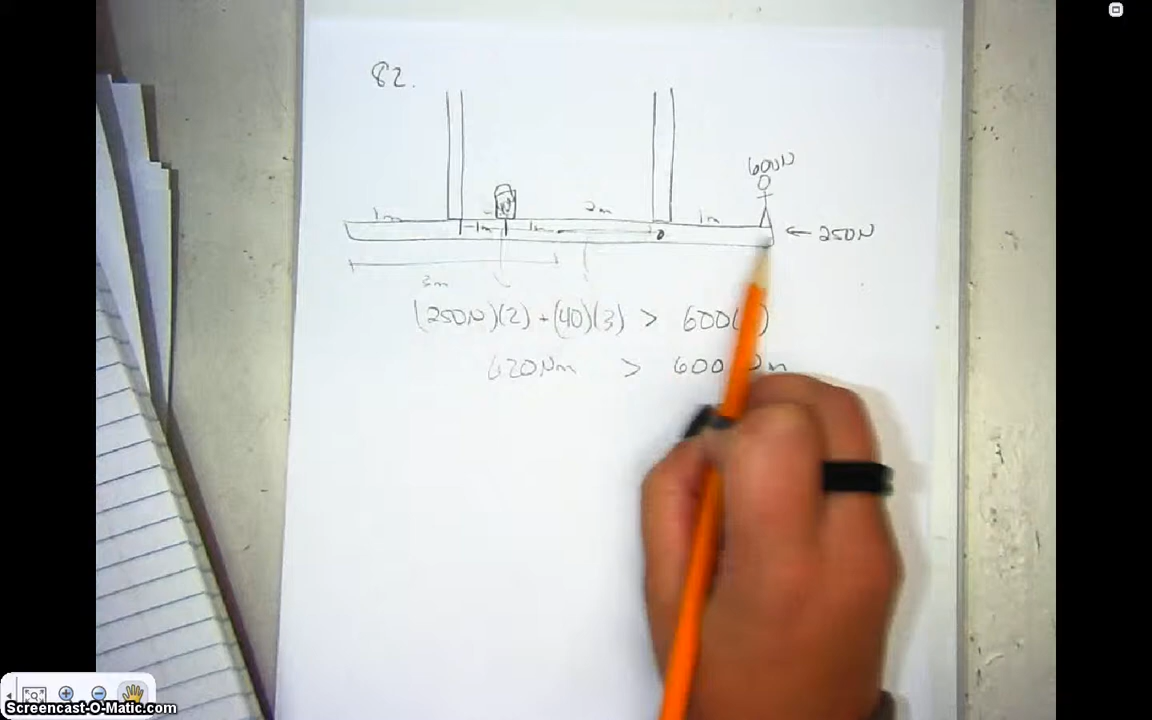 82.
600N
1m 1m 1m 2m 1m
← 250N
3m
(250N)(2) + (40)(3) > 600(
620Nm > 600
Screencast-O-Matic.com